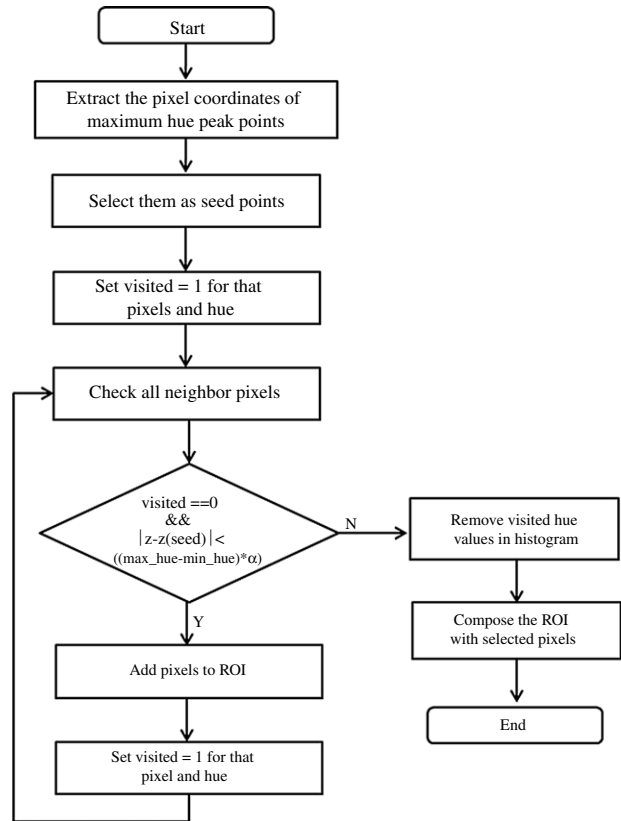 Start
Extract the pixel coordinates of
maximum hue peak points
Select them as seed points
Set visited = 1 for that
pixels and hue
Check all neighbor pixels
visited ==0
&&
|z-z(seed)|<
((max_hue-min_hue)*α)
N
Y
Add pixels to ROI
Set visited = 1 for that
pixel and hue
Remove visited hue
values in histogram
Compose the ROI
with selected pixels
End